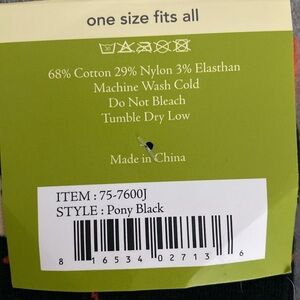 one size fits all
68% Cotton 29% Nylon 3% Elasthan
Machine Wash Cold
Do Not Bleach
Tumble Dry Low
Made in China
ITEM : 75-7600J
STYLE : Pony Black
8 16534 02713 6